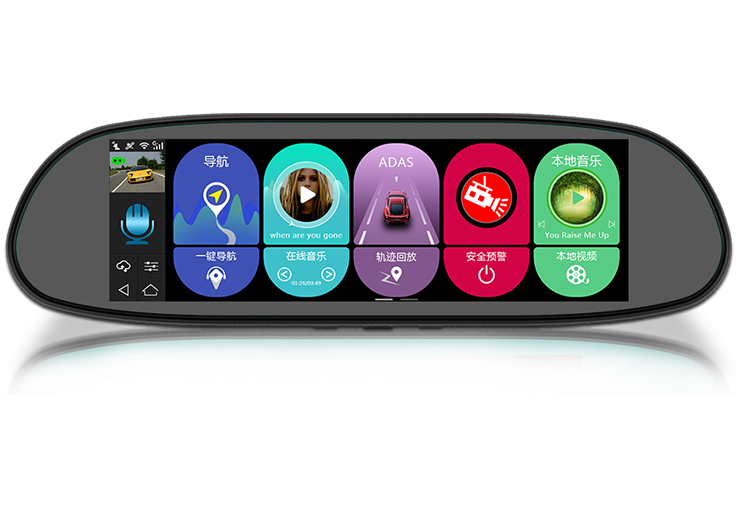 导航
when are you gone
ADAS
1
本地音乐
You Raise Me Up
一键导航
在线音乐
01:26/03:49
轨迹回放
安全预警
本地视频